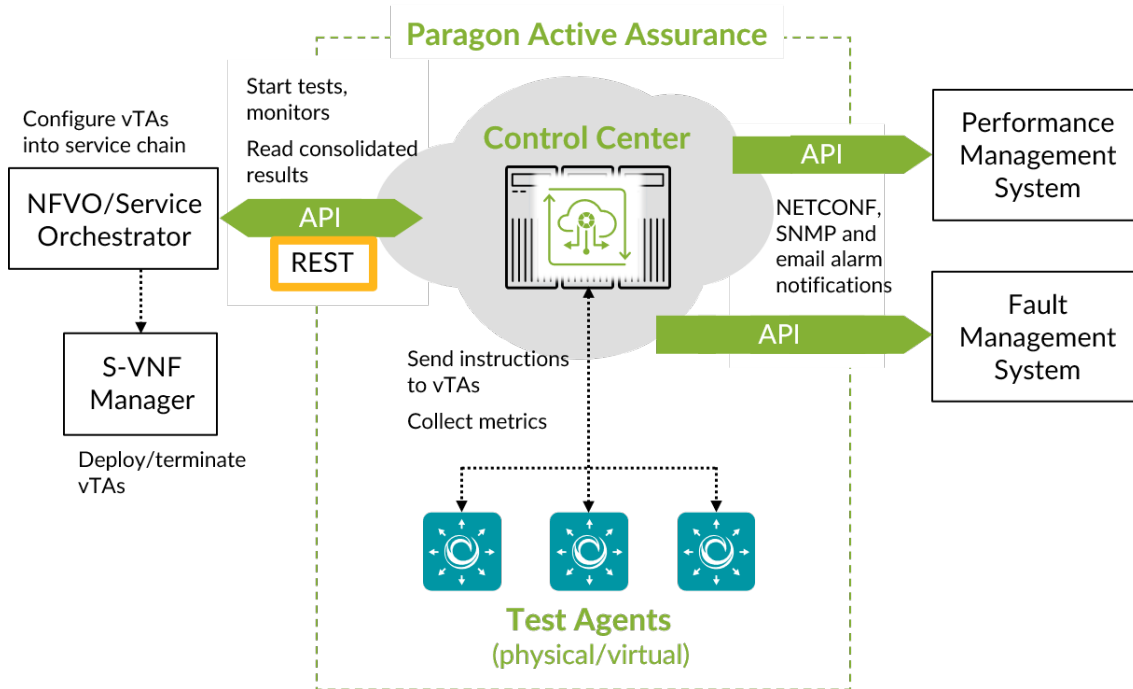 Paragon Active Assurance
Start tests,
monitors
Read consolidated
results
Configure vTAs
into service chain
NFVO/Service
Orchestrator
API
REST
S-VNF
Manager
Deploy/terminate
vTAs
Control Center
API
Performance
Management
System
NETCONF,
SNMP and
email alarm
notifications
API
Fault
Management
System
Send instructions
to vTAs
Collect metrics
Test Agents
(physical/virtual)